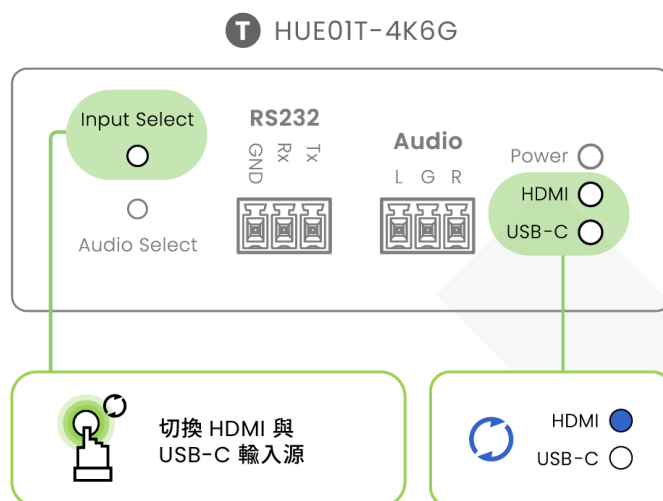 T HUE01T-4K6G
Input Select
Audio Select
RS232
GND Rx Tx
Audio
L G R
Power
HDMI
USB-C
切換 HDMI 與
USB-C 輸入源
HDMI
USB-C